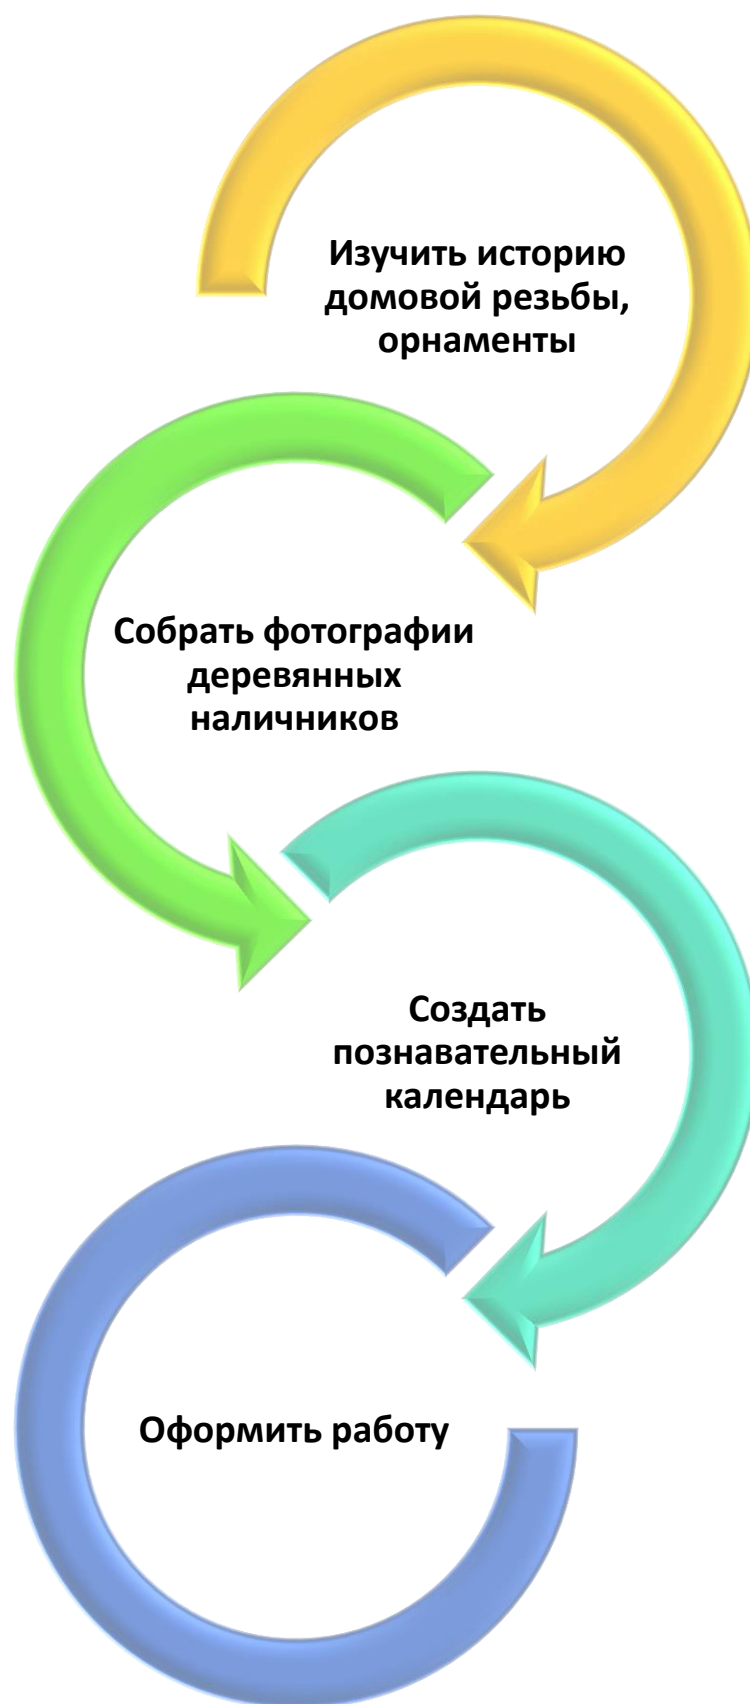 Изучить историю
домовой резьбы,
орнаменты
Собрать фотографии
деревянных
наличников
Создать
познавательный
календарь
Оформить работу